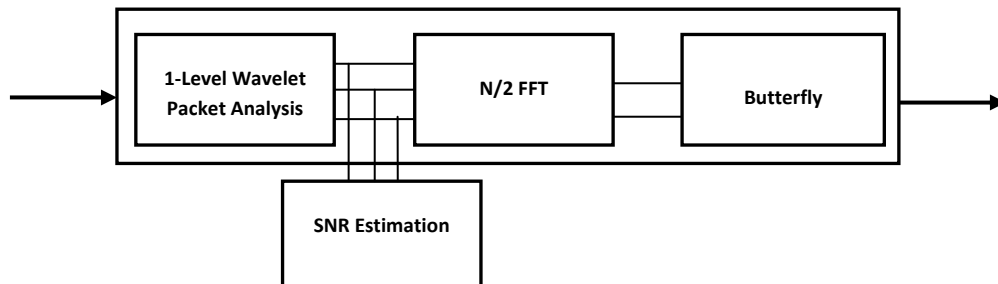 1-Level Wavelet
Packet Analysis
N/2 FFT
Butterfly
SNR Estimation